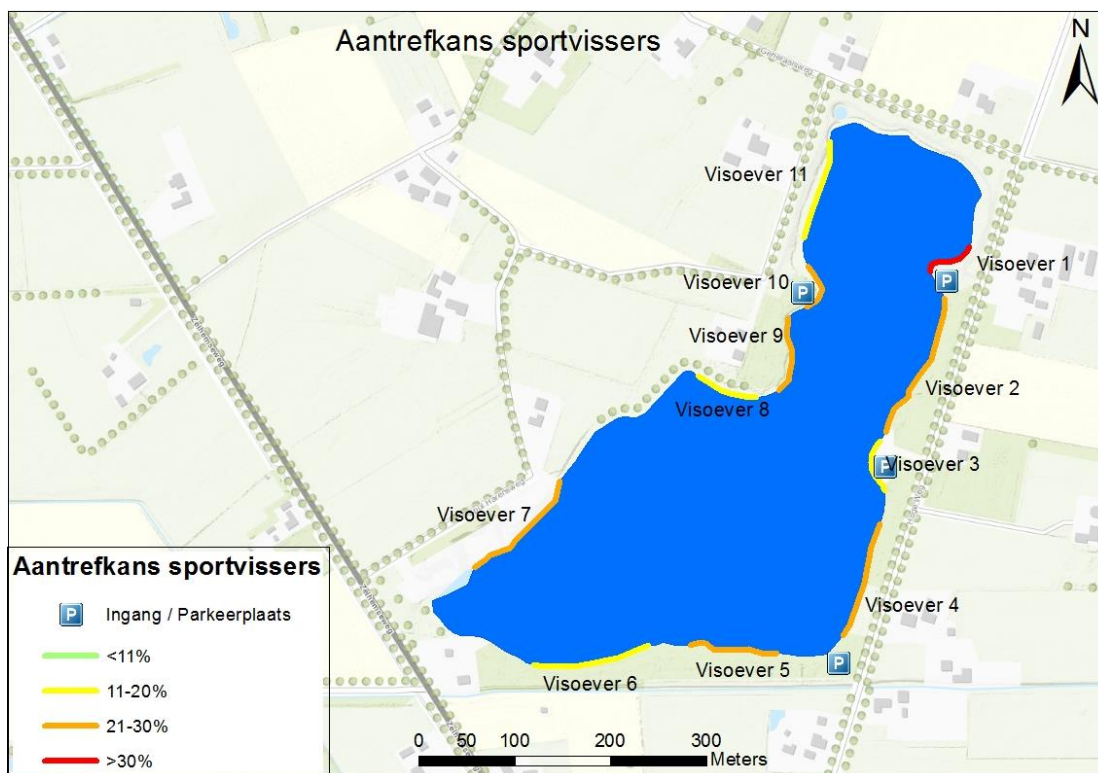 Aantrefkans sportvissers
N
Visoever 11
Visoever 1
P
Visoever 10
P
Visoever 9
Visoever 2
Visoever 8
P
Visoever 3
Visoever 7
Visoever 4
P
Visoever 5
Visoever 6
Zelhemseweg
Zelhemseweg
Aantrefkans sportvissers
P Ingang / Parkeerplaats
<11%
11-20%
21-30%
>30%
0 50 100 200 300
Meters